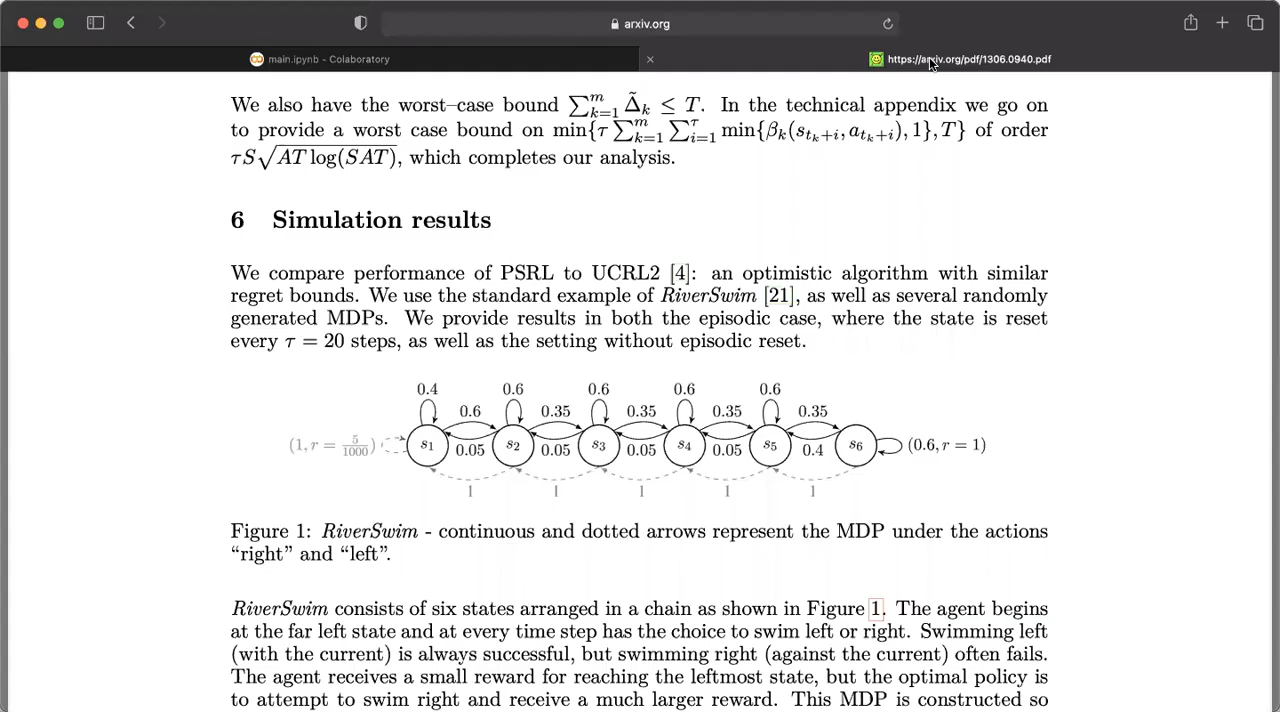 arxiv.org
main.ipynb - Colaboratory
https://arxiv.org/pdf/1306.0940.pdf
We also have the worst–case bound ∑ᵐₖ₌₁ Δ̃ₖ ≤ T. In the technical appendix we go on
to provide a worst case bound on min{τ ∑ᵐₖ₌₁ ∑^τᵢ₌₁ min{βₖ(s_{tₖ+i}, a_{tₖ+i}), 1}, T} of order
τS√(AT log(SAT)), which completes our analysis.
6 Simulation results
We compare performance of PSRL to UCRL2 [4]: an optimistic algorithm with similar
regret bounds. We use the standard example of RiverSwim [21], as well as several randomly
generated MDPs. We provide results in both the episodic case, where the state is reset
every τ = 20 steps, as well as the setting without episodic reset.
0.4 0.6 0.6 0.6 0.6
0.6 0.35 0.35 0.35 0.35
(1, r = 5/1000) s₁ s₂ s₃ s₄ s₅ s₆ (0.6, r = 1)
0.05 0.05 0.05 0.05 0.4
1 1 1 1 1
Figure 1: RiverSwim - continuous and dotted arrows represent the MDP under the actions
“right” and “left”.
RiverSwim consists of six states arranged in a chain as shown in Figure 1. The agent begins
at the far left state and at every time step has the choice to swim left or right. Swimming left
(with the current) is always successful, but swimming right (against the current) often fails.
The agent receives a small reward for reaching the leftmost state, but the optimal policy is
to attempt to swim right and receive a much larger reward. This MDP is constructed so